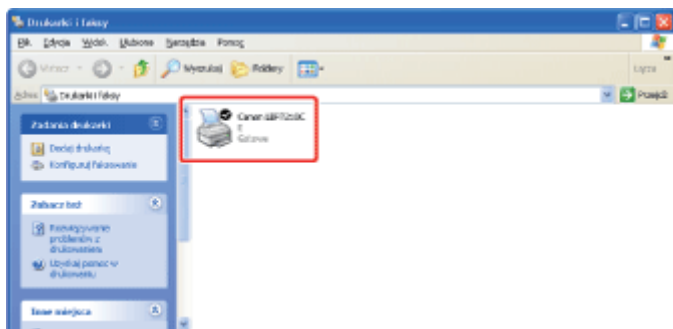 Drukarki i faksy
Plik Edycja Widok Ulubione Narzędzia Pomoc
Wstecz Wyszukaj Foldery
Łącza
Adres Drukarki i faksy Przejdź
Zadania drukarki
Dodaj drukarkę
Konfiguruj faksowanie
Canon LBP7210C
E
Gotowe
Zobacz też
Rozwiązywanie
problemów z
drukowaniem
Uzyskaj pomoc w
drukowaniu
Inne miejsca